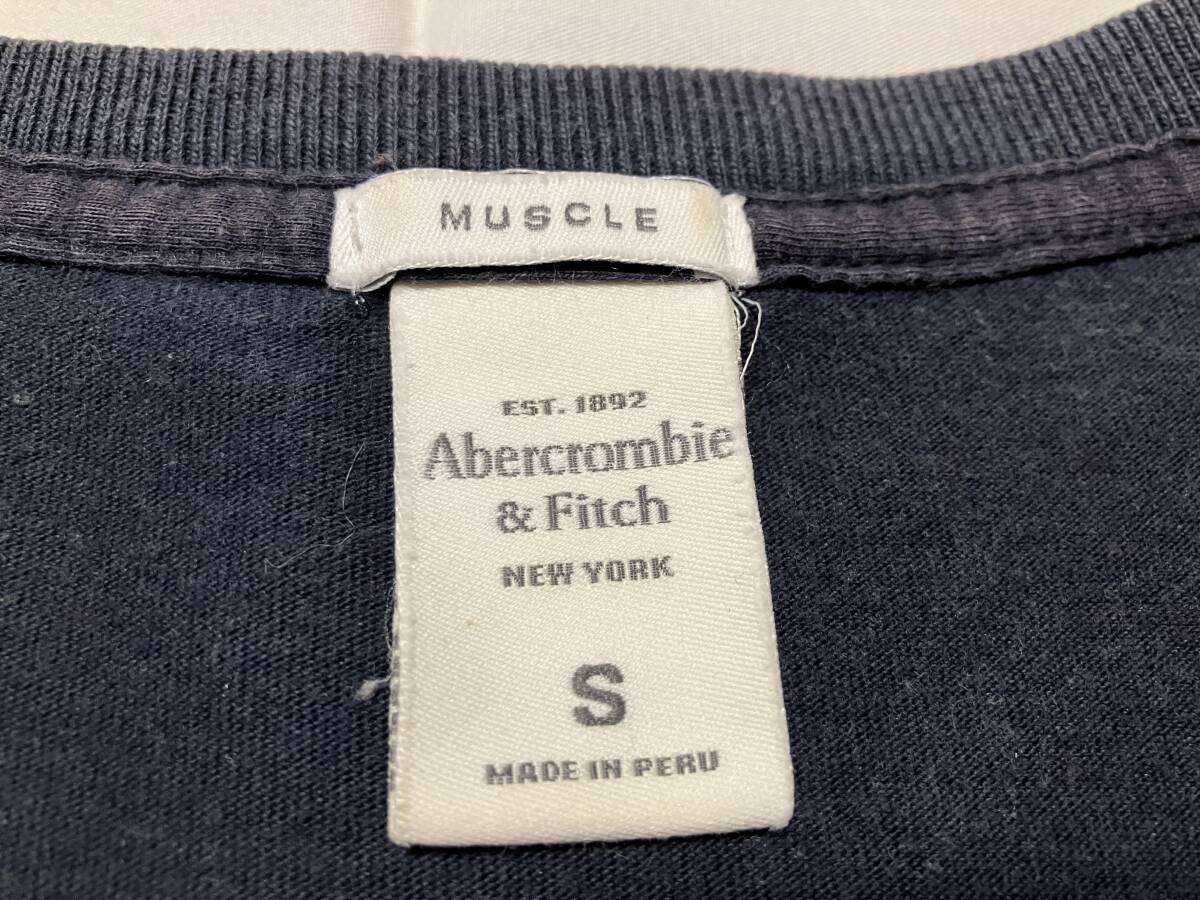 MUSCLE
EST. 1892
Abercrombie
& Fitch
NEW YORK
S
MADE IN PERU